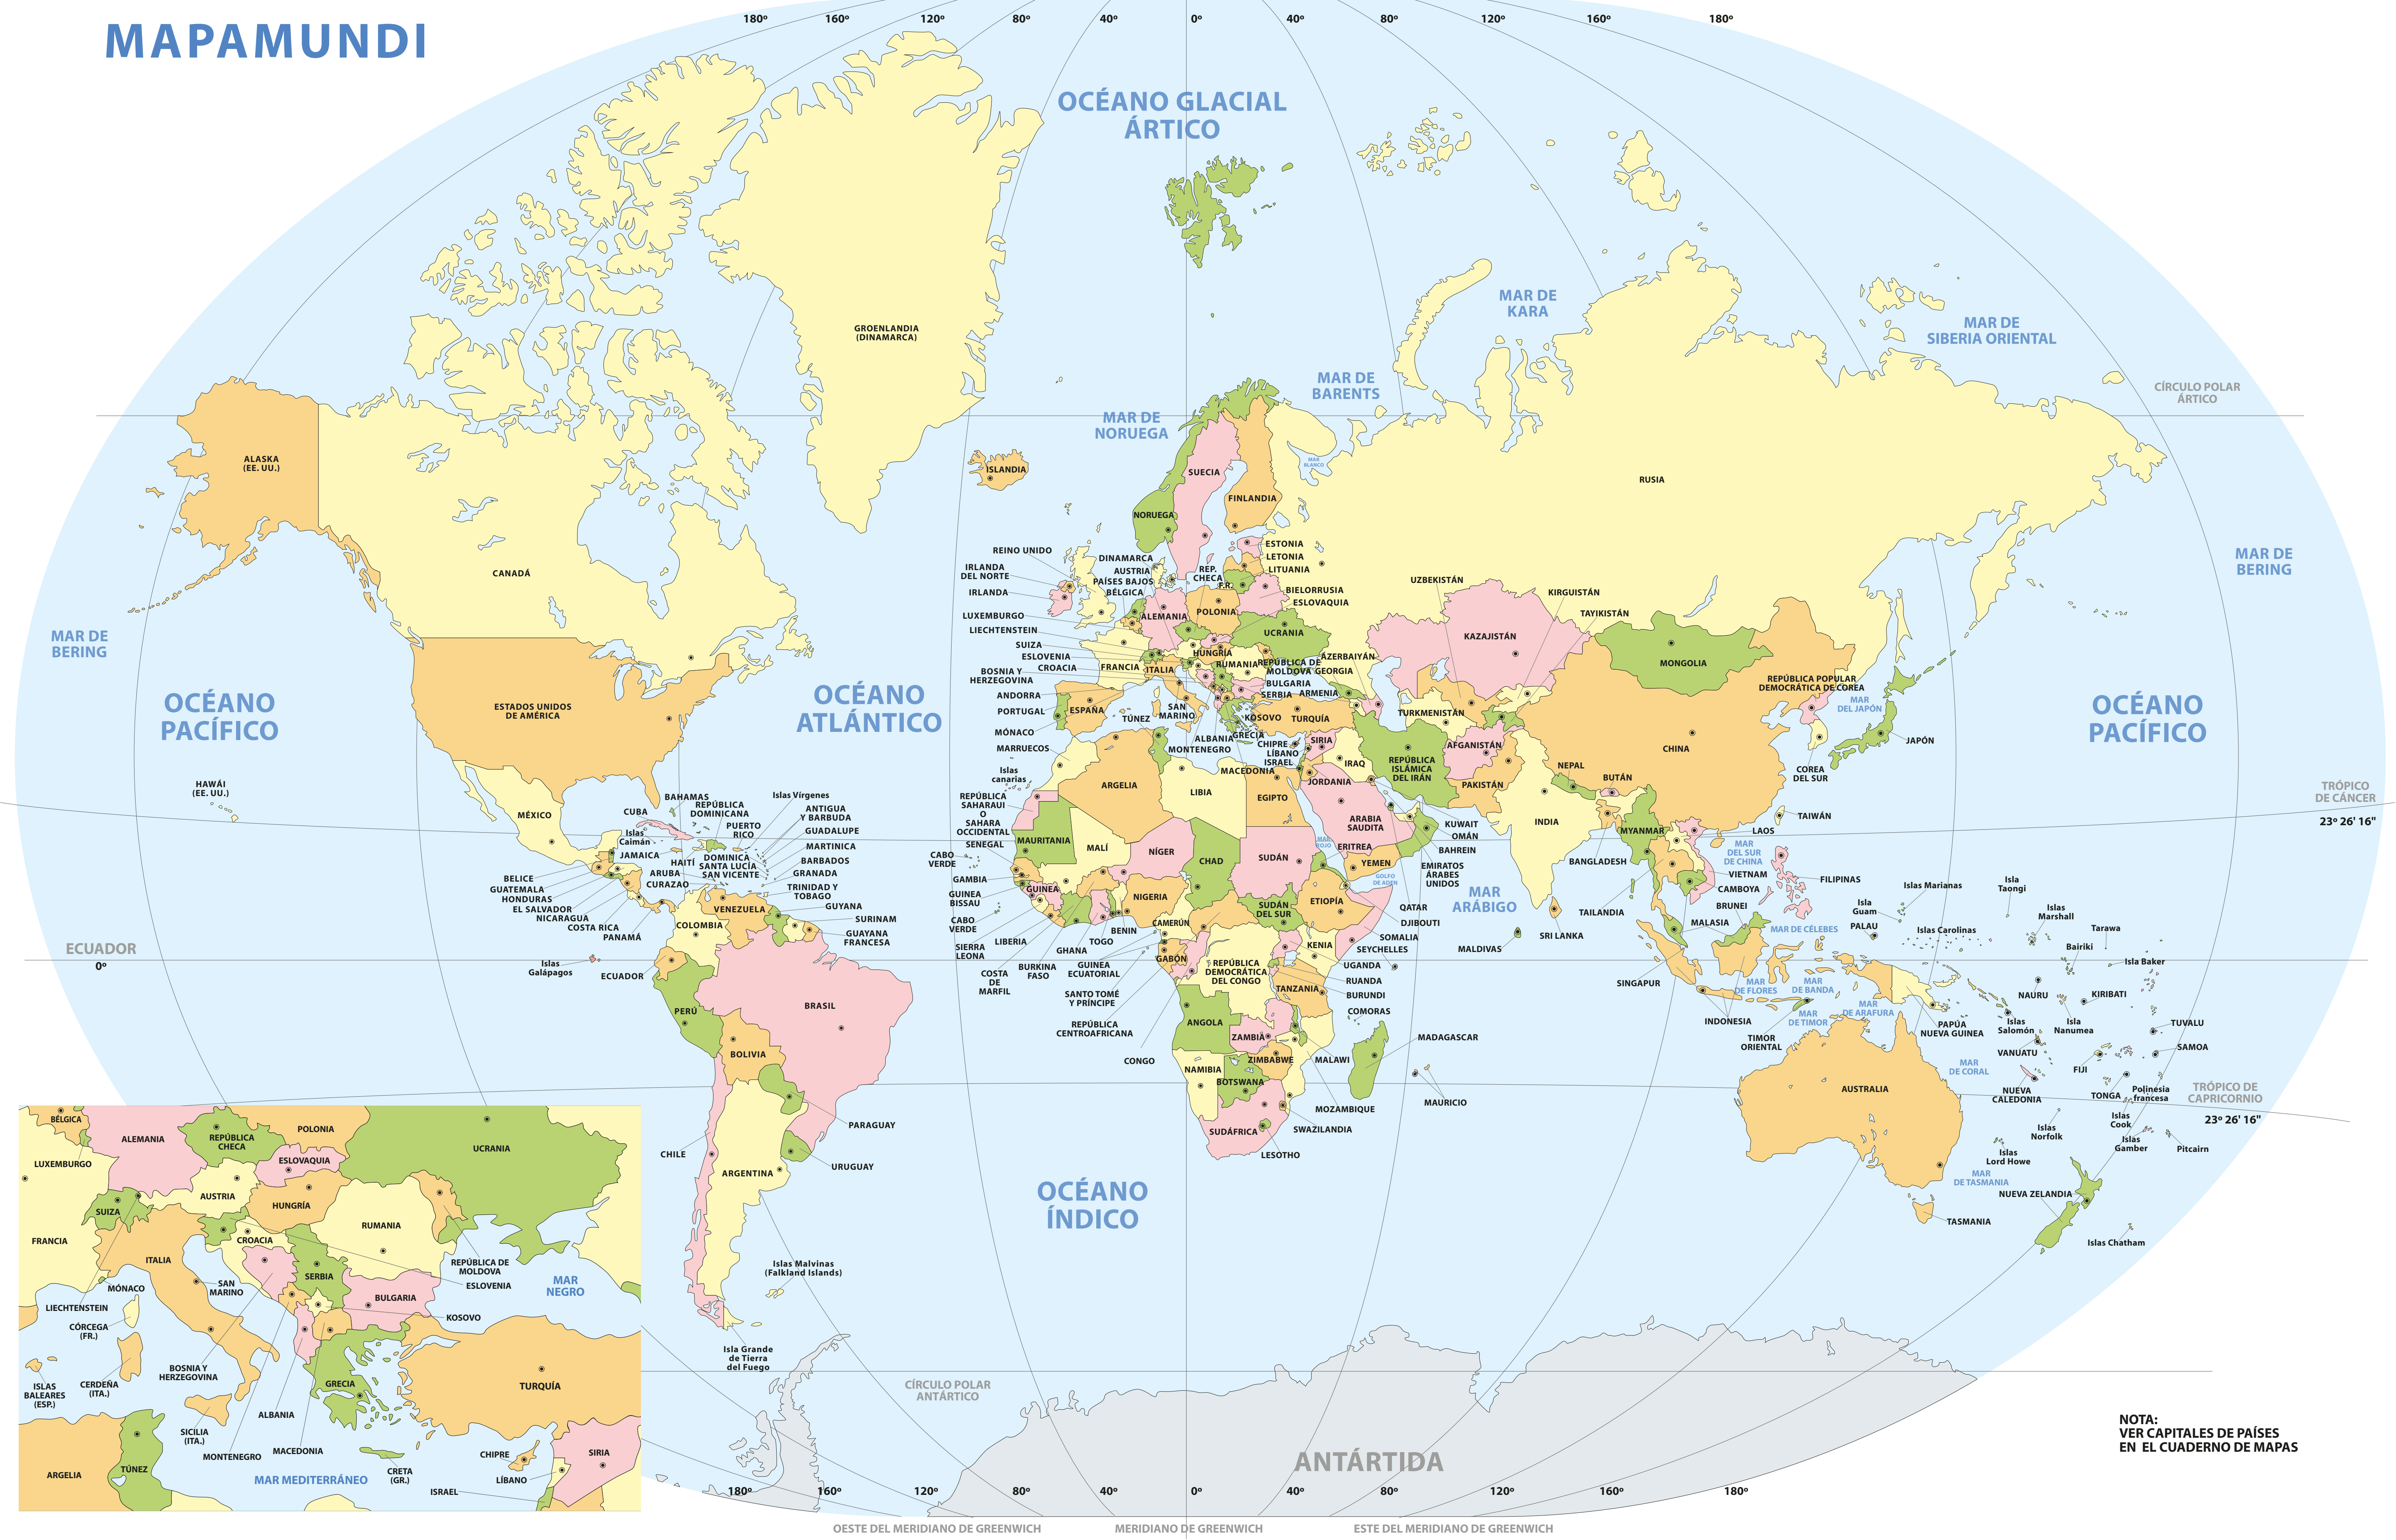 MAPAMUNDI
180º
160º
120º
80º
40º
0º
40º
80º
120º
160º
180º
OCÉANO GLACIAL
ÁRTICO
MAR DE
KARA
MAR DE
SIBERIA ORIENTAL
MAR DE
BARENTS
MAR DE
NORUEGA
MAR
BLANCO
CÍRCULO POLAR
ÁRTICO
GROENLANDIA
(DINAMARCA)
ALASKA
(EE. UU.)
CANADÁ
ISLANDIA
SUECIA
FINLANDIA
NORUEGA
RUSIA
MAR DE
BERING
MAR DE
BERING
OCÉANO
PACÍFICO
OCÉANO
ATLÁNTICO
OCÉANO
PACÍFICO
ESTADOS UNIDOS
DE AMÉRICA
HAWÁI
(EE. UU.)
MÉXICO
CUBA
BAHAMAS
REPÚBLICA
DOMINICANA
PUERTO
RICO
Islas Vírgenes
ANTIGUA
Y BARBUDA
GUADALUPE
MARTINICA
BARBADOS
GRANADA
TRINIDAD Y
TOBAGO
Islas
Caimán
JAMAICA
HAITÍ
DOMINICA
SANTA LUCÍA
SAN VICENTE
ARUBA
CURAZAO
BELICE
GUATEMALA
HONDURAS
EL SALVADOR
NICARAGUA
COSTA RICA
PANAMÁ
VENEZUELA
COLOMBIA
GUYANA
SURINAM
GUAYANA
FRANCESA
ECUADOR
0º
Islas
Galápagos
ECUADOR
PERÚ
BRASIL
BOLIVIA
PARAGUAY
URUGUAY
CHILE
ARGENTINA
Islas Malvinas
(Falkland Islands)
Isla Grande
de Tierra
del Fuego
REINO UNIDO
IRLANDA
DEL NORTE
IRLANDA
DINAMARCA
AUSTRIA
PAÍSES BAJOS
BÉLGICA
REP.
CHECA
F.R.
ESTONIA
LETONIA
LITUANIA
BIELORRUSIA
ESLOVAQUIA
POLONIA
ALEMANIA
UCRANIA
LUXEMBURGO
LIECHTENSTEIN
SUIZA
ESLOVENIA
CROACIA
BOSNIA Y
HERZEGOVINA
ANDORRA
PORTUGAL
MÓNACO
MARRUECOS
FRANCIA
ITALIA
HUNGRÍA
RUMANIA
REPÚBLICA DE
MOLDOVA
AZERBAIYÁN
GEORGIA
BULGARIA
SERBIA
ARMENIA
ESPAÑA
TÚNEZ
SAN
MARINO
KOSOVO
TURQUÍA
ALBANIA
GRECIA
MONTENEGRO
CHIPRE
LÍBANO
ISRAEL
MACEDONIA
SIRIA
IRAQ
JORDANIA
UZBEKISTÁN
KIRGUISTÁN
TAYIKISTÁN
KAZAJISTÁN
MONGOLIA
TURKMENISTÁN
AFGANISTÁN
REPÚBLICA
ISLÁMICA
DEL IRÁN
PAKISTÁN
CHINA
REPÚBLICA POPULAR
DEMOCRÁTICA DE COREA
MAR
DEL JAPÓN
JAPÓN
COREA
DEL SUR
NEPAL
BUTÁN
INDIA
BANGLADESH
MYANMAR
TAIWÁN
LAOS
MAR
DEL SUR
DE CHINA
VIETNAM
CAMBOYA
TAILANDIA
FILIPINAS
BRUNEI
MALASIA
MAR DE CÉLEBES
SRI LANKA
MALDIVAS
SINGAPUR
INDONESIA
MAR
DE FLORES
MAR
DE BANDA
MAR
DE TIMOR
MAR
DE ARAFURA
TIMOR
ORIENTAL
TRÓPICO
DE CÁNCER
23º 26' 16"
Islas
canarias
REPÚBLICA
SAHARAUI
O
SAHARA
OCCIDENTAL
SENEGAL
CABO
VERDE
GAMBIA
GUINEA
BISSAU
CABO
VERDE
SIERRA
LEONA
LIBERIA
COSTA
DE
MARFIL
BURKINA
FASO
GHANA
TOGO
BENIN
GUINEA
ECUATORIAL
SANTO TOMÉ
Y PRÍNCIPE
REPÚBLICA
CENTROAFRICANA
CONGO
ARGELIA
LIBIA
EGIPTO
MAURITANIA
MALÍ
NÍGER
CHAD
SUDÁN
GUINEA
NIGERIA
CAMERÚN
SUDÁN
DEL SUR
ETIOPÍA
ERITREA
MAR
ROJO
YEMEN
GOLFO
DE ADÉN
ARABIA
SAUDITA
KUWAIT
OMÁN
BAHREIN
EMIRATOS
ÁRABES
UNIDOS
QATAR
DJIBOUTI
SOMALIA
SEYCHELLES
MAR
ARÁBIGO
GABÓN
REPÚBLICA
DEMOCRÁTICA
DEL CONGO
KENIA
UGANDA
RUANDA
BURUNDI
TANZANIA
COMORAS
MADAGASCAR
ANGOLA
ZAMBIA
MALAWI
ZIMBABWE
NAMIBIA
BOTSWANA
MOZAMBIQUE
MAURICIO
SUDÁFRICA
SWAZILANDIA
LESOTHO
OCÉANO
ÍNDICO
Islas Marianas
Isla
Taongi
Isla
Guam
PALAU
Islas
Marshall
Islas Carolinas
Tarawa
Bairiki
Isla Baker
NAURU
KIRIBATI
PAPÚA
NUEVA GUINEA
Islas
Salomón
Isla
Nanumea
TUVALU
VANUATU
SAMOA
FIJI
MAR
DE CORAL
NUEVA
CALEDONIA
TONGA
Polinesia
francesa
Islas
Cook
Islas
Norfolk
Islas
Gamber
Pitcairn
Islas
Lord Howe
TRÓPICO DE
CAPRICORNIO
23º 26' 16"
AUSTRALIA
MAR
DE TASMANIA
NUEVA ZELANDIA
TASMANIA
Islas Chatham
BÉLGICA
ALEMANIA
REPÚBLICA
CHECA
POLONIA
UCRANIA
LUXEMBURGO
ESLOVAQUIA
AUSTRIA
SUIZA
HUNGRÍA
RUMANIA
FRANCIA
CROACIA
ITALIA
SERBIA
REPÚBLICA DE
MOLDOVA
ESLOVENIA
MÓNACO
SAN
MARINO
MAR
NEGRO
LIECHTENSTEIN
BULGARIA
KOSOVO
CÓRCEGA
(FR.)
BOSNIA Y
HERZEGOVINA
ISLAS
BALEARES
(ESP.)
CERDEÑA
(ITA.)
GRECIA
TURQUÍA
ALBANIA
SICILIA
(ITA.)
MONTENEGRO
MACEDONIA
CHIPRE
SIRIA
ARGELIA
TÚNEZ
MAR MEDITERRÁNEO
CRETA
(GR.)
LÍBANO
ISRAEL
CÍRCULO POLAR
ANTÁRTICO
ANTÁRTIDA
NOTA:
VER CAPITALES DE PAÍSES
EN EL CUADERNO DE MAPAS
180º
160º
120º
80º
40º
0º
40º
80º
120º
160º
180º
OESTE DEL MERIDIANO DE GREENWICH
MERIDIANO DE GREENWICH
ESTE DEL MERIDIANO DE GREENWICH